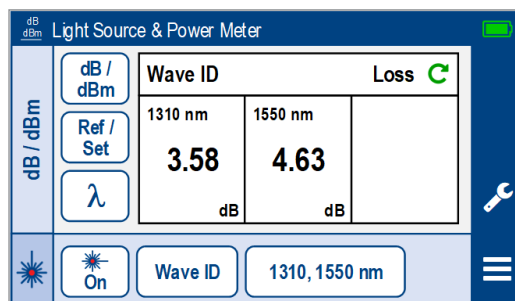 dB
dBm
Light Source & Power Meter
dB / dBm
dB /
dBm
Ref /
Set
λ
Wave ID
Loss
1310 nm
1550 nm
3.58
4.63
dB
dB
On
Wave ID
1310, 1550 nm